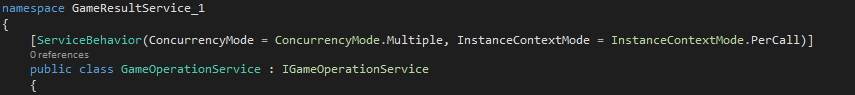 namespace GameResultService_1
{
[ServiceBehavior(ConcurrencyMode = ConcurrencyMode.Multiple, InstanceContextMode = InstanceContextMode.PerCall)]
0 references
public class GameOperationService : IGameOperationService
{